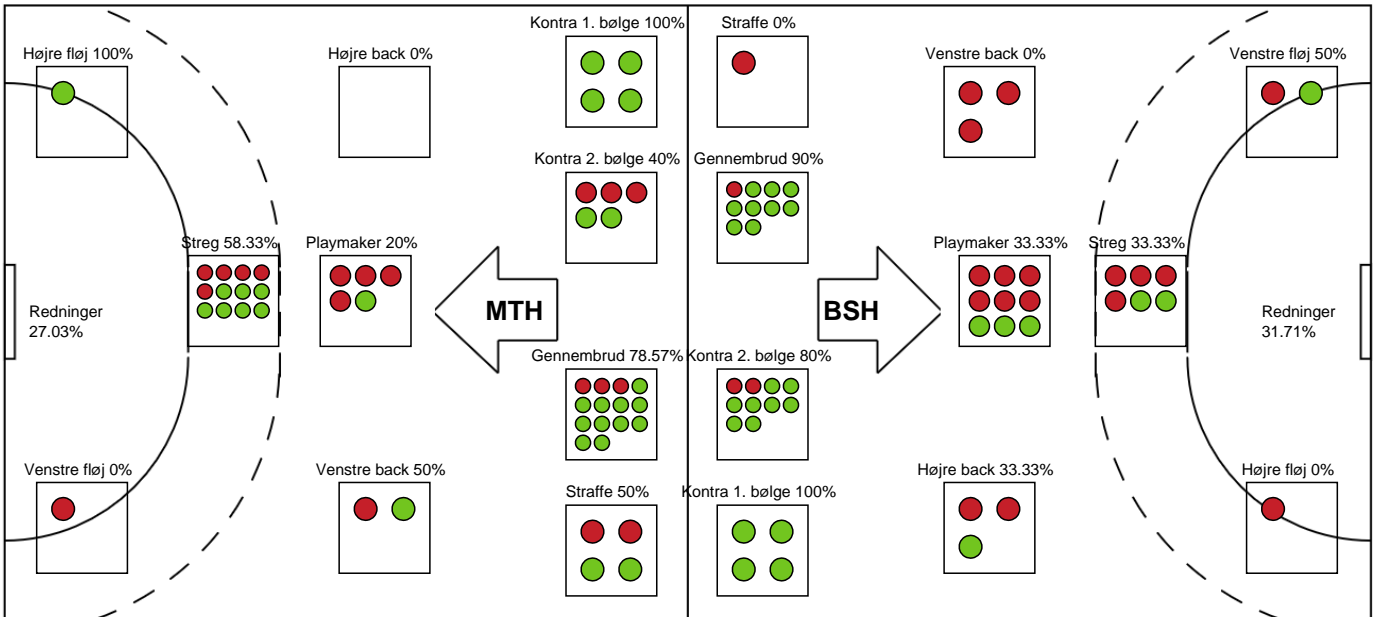 Kontra 1. bølge 100%
Straffe 0%
Højre fløj 100%
Højre back 0%
Venstre back 0%
Venstre fløj 50%
Kontra 2. bølge 40%
Gennembrud 90%
Streg 58.33%
Playmaker 20%
Playmaker 33.33%
Streg 33.33%
MTH
BSH
Redninger
27.03%
Redninger
31.71%
Gennembrud 78.57%
Kontra 2. bølge 80%
Venstre fløj 0%
Venstre back 50%
Højre back 33.33%
Højre fløj 0%
Straffe 50%
Kontra 1. bølge 100%